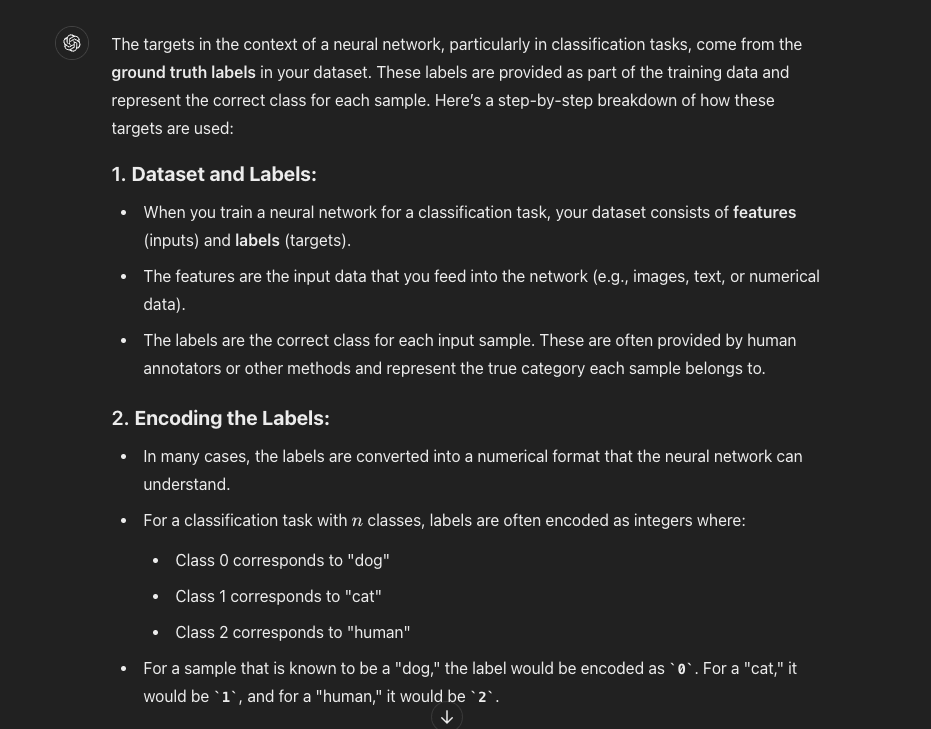 The targets in the context of a neural network, particularly in classification tasks, come from the
ground truth labels in your dataset. These labels are provided as part of the training data and
represent the correct class for each sample. Here’s a step-by-step breakdown of how these
targets are used:
1. Dataset and Labels:
• When you train a neural network for a classification task, your dataset consists of features
(inputs) and labels (targets).
• The features are the input data that you feed into the network (e.g., images, text, or numerical
data).
• The labels are the correct class for each input sample. These are often provided by human
annotators or other methods and represent the true category each sample belongs to.
2. Encoding the Labels:
• In many cases, the labels are converted into a numerical format that the neural network can
understand.
• For a classification task with n classes, labels are often encoded as integers where:
• Class 0 corresponds to "dog"
• Class 1 corresponds to "cat"
• Class 2 corresponds to "human"
• For a sample that is known to be a "dog," the label would be encoded as `0`. For a "cat," it
would be `1`, and for a "human," it would be `2`.